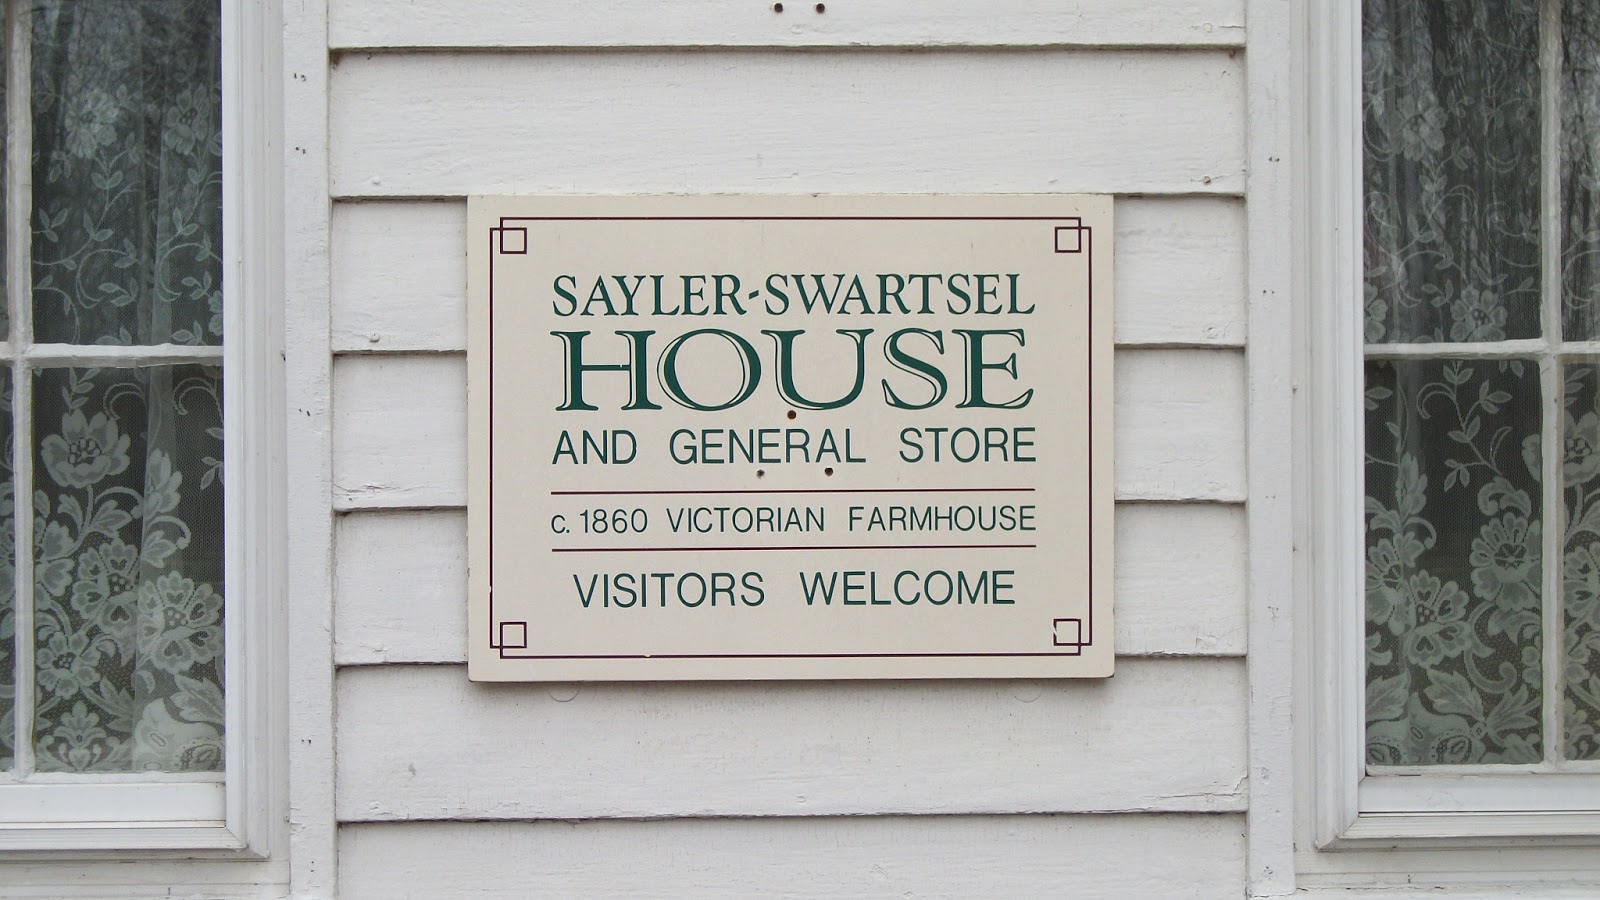 SAYLER-SWARTSEL
HOUSE
AND GENERAL STORE
c. 1860 VICTORIAN FARMHOUSE
VISITORS WELCOME